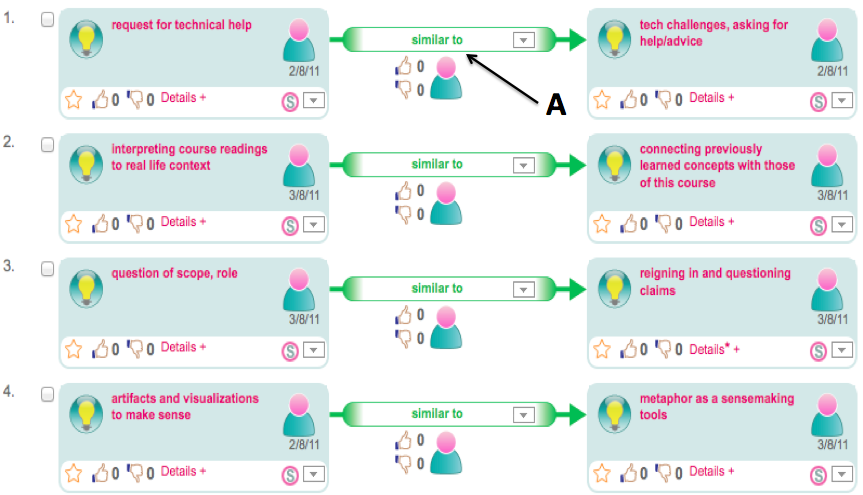 1.
request for technical help
2/8/11
0 0 Details +
S
similar to
0
0
A
tech challenges, asking for
help/advice
2/8/11
0 0 Details +
S
2.
interpreting course readings
to real life context
3/8/11
0 0 Details +
S
similar to
0
0
connecting previously
learned concepts with those
of this course
3/8/11
0 0 Details +
S
3.
question of scope, role
3/8/11
0 0 Details +
S
similar to
0
0
reigning in and questioning
claims
3/8/11
0 0 Details* +
S
4.
artifacts and visualizations
to make sense
2/8/11
0 0 Details +
S
similar to
0
0
metaphor as a sensemaking
tools
3/8/11
0 0 Details +
S